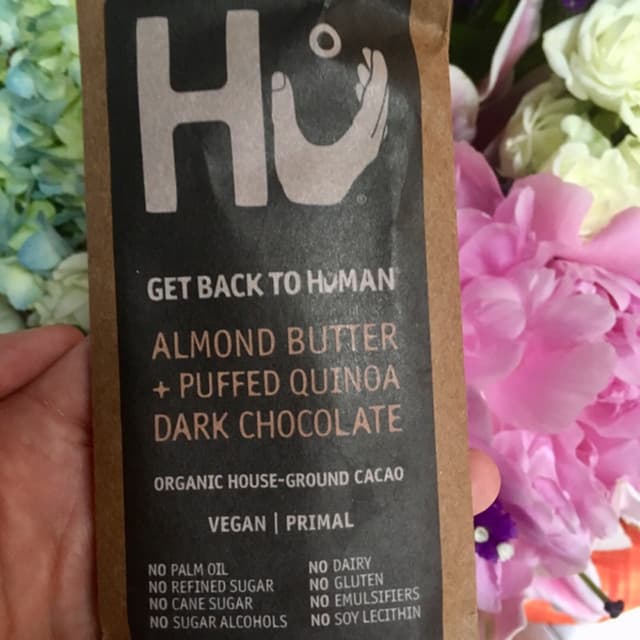 HU
GET BACK TO HUMAN
ALMOND BUTTER
+ PUFFED QUINOA
DARK CHOCOLATE
ORGANIC HOUSE-GROUND CACAO
VEGAN | PRIMAL
NO PALM OIL
NO REFINED SUGAR
NO CANE SUGAR
NO SUGAR ALCOHOLS
NO DAIRY
NO GLUTEN
NO EMULSIFIERS
NO SOY LECITHIN